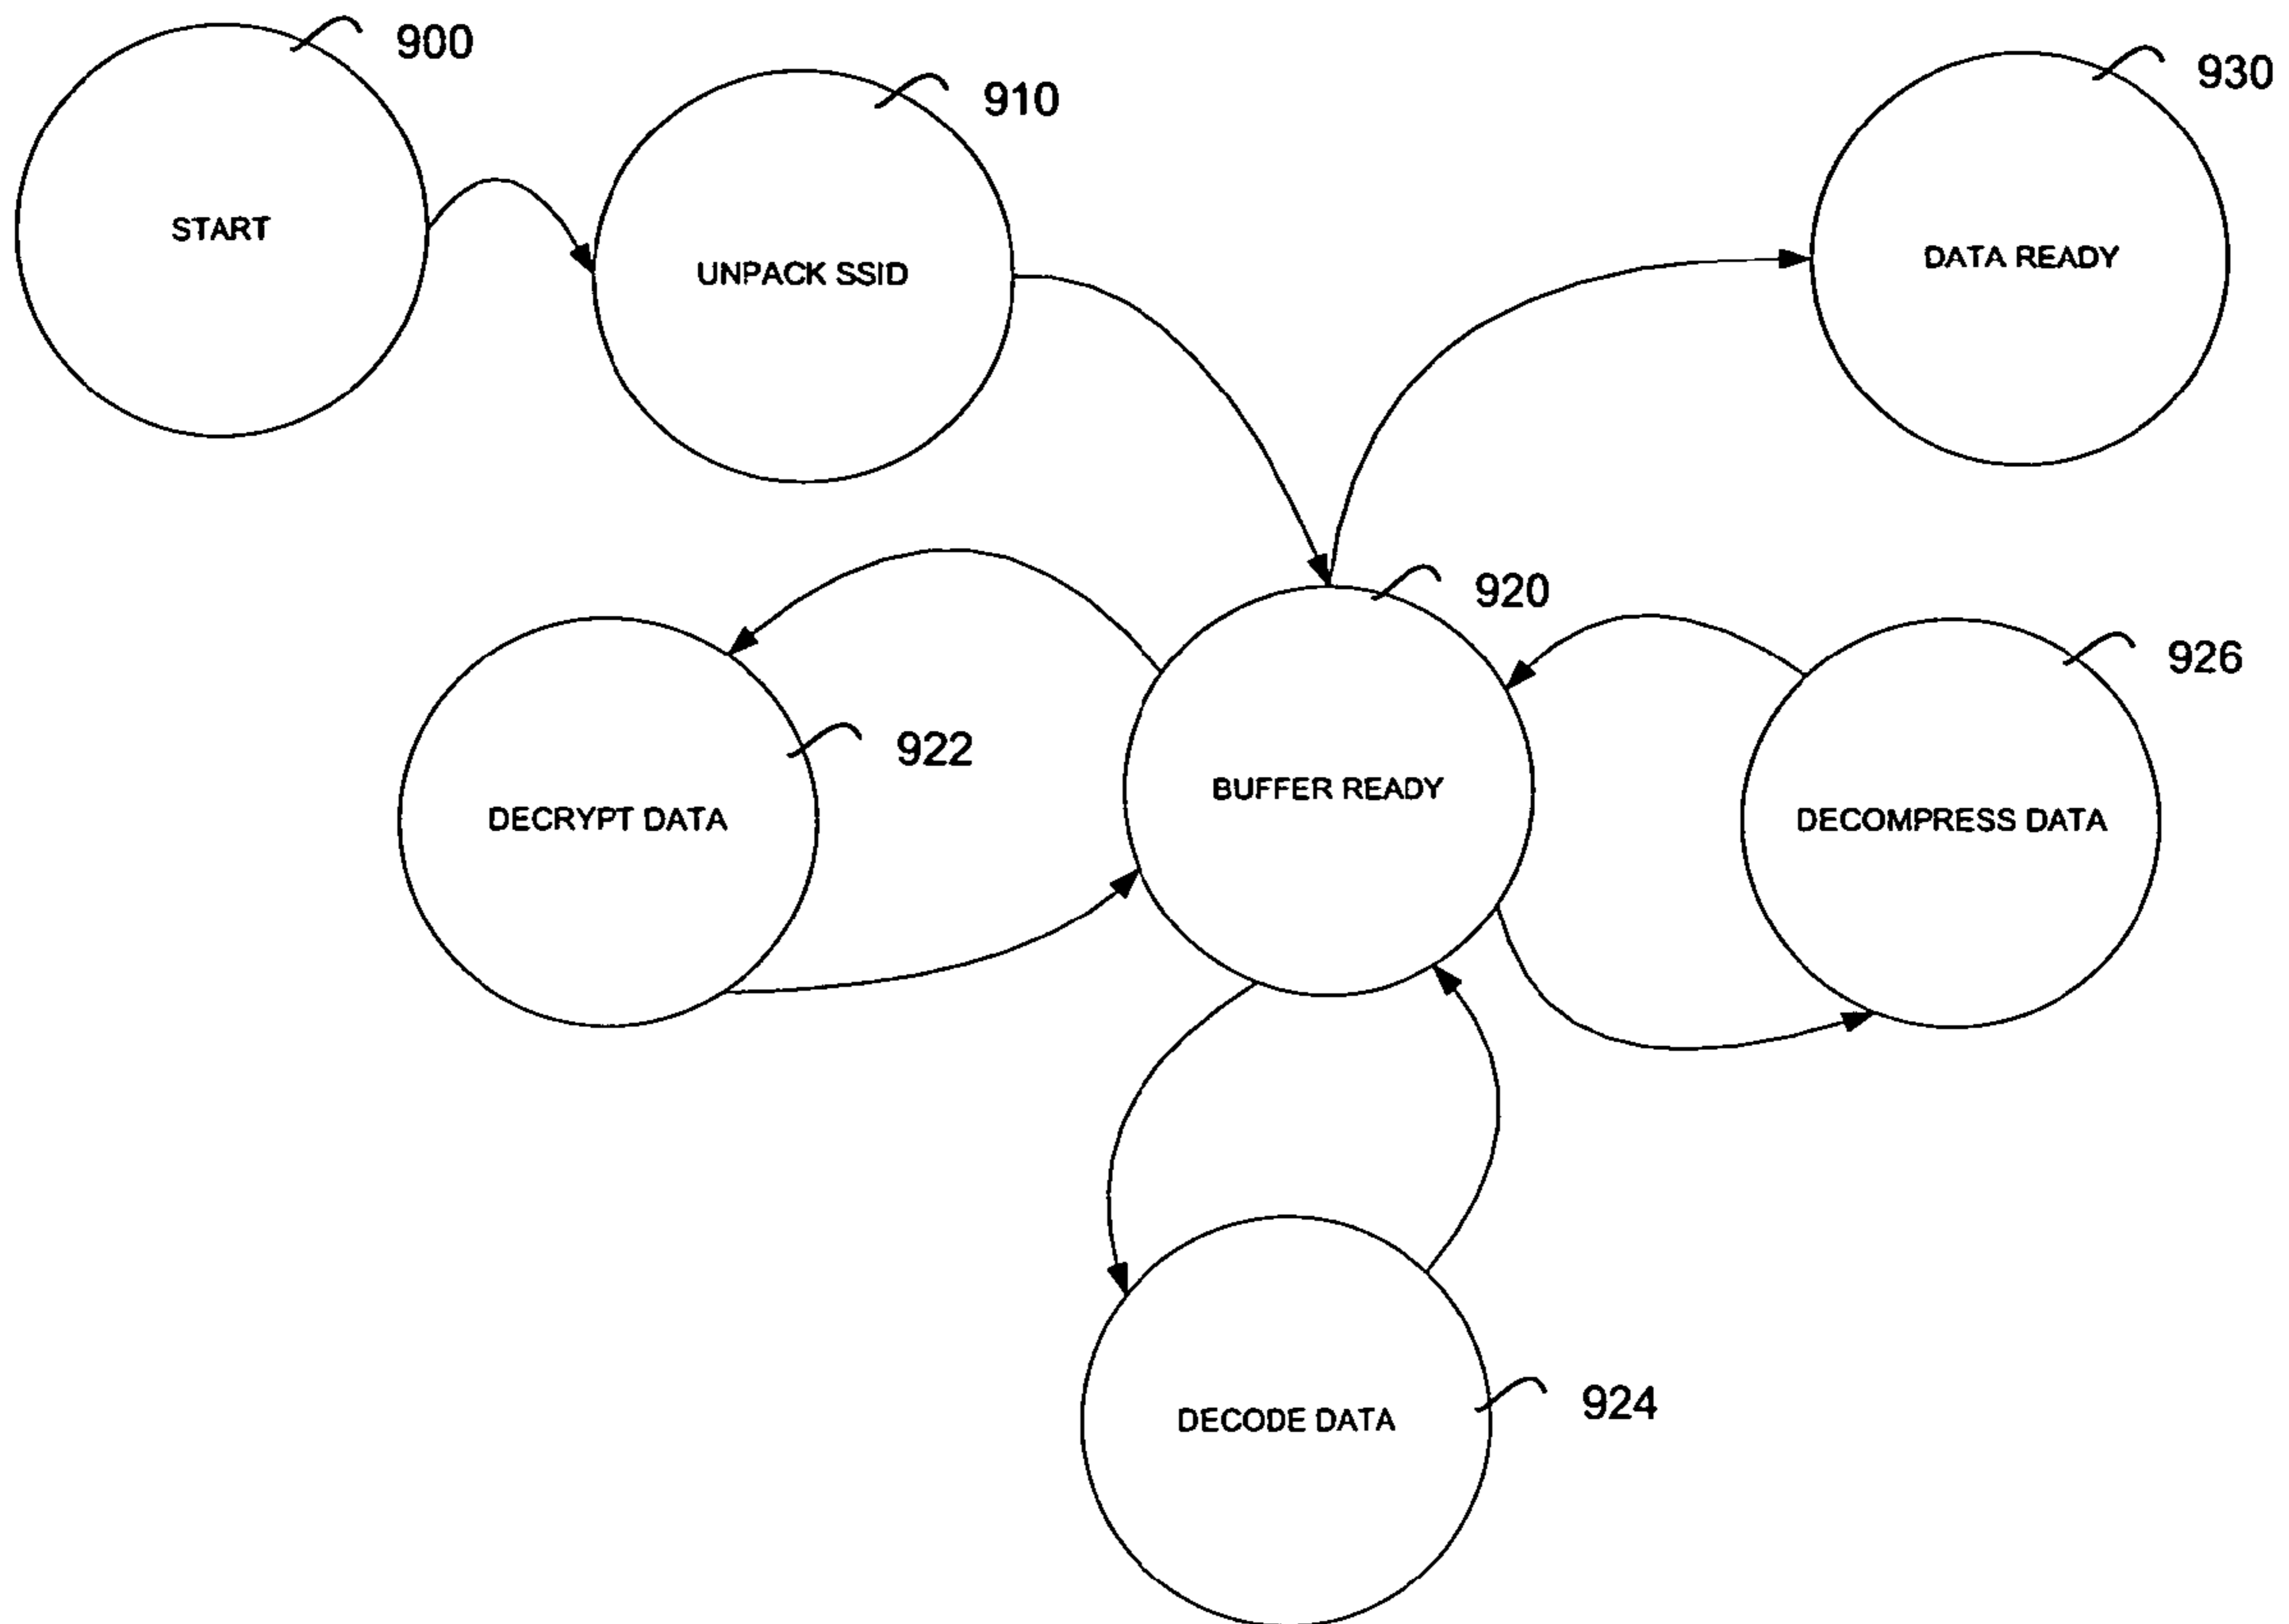 900
START
910
UNPACK SSID
930
DATA READY
920
BUFFER READY
922
DECRYPT DATA
926
DECOMPRESS DATA
924
DECODE DATA